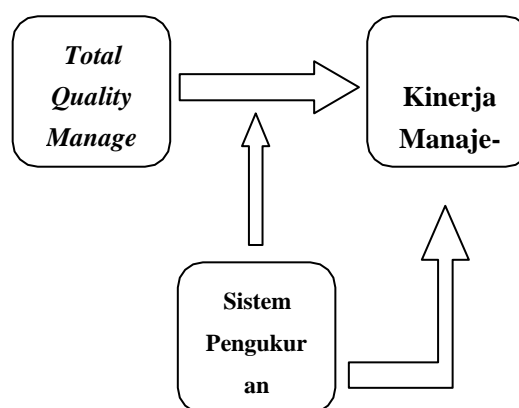 Total
Quality
Manage
Kinerja
Manaje-
Sistem
Pengukur
an